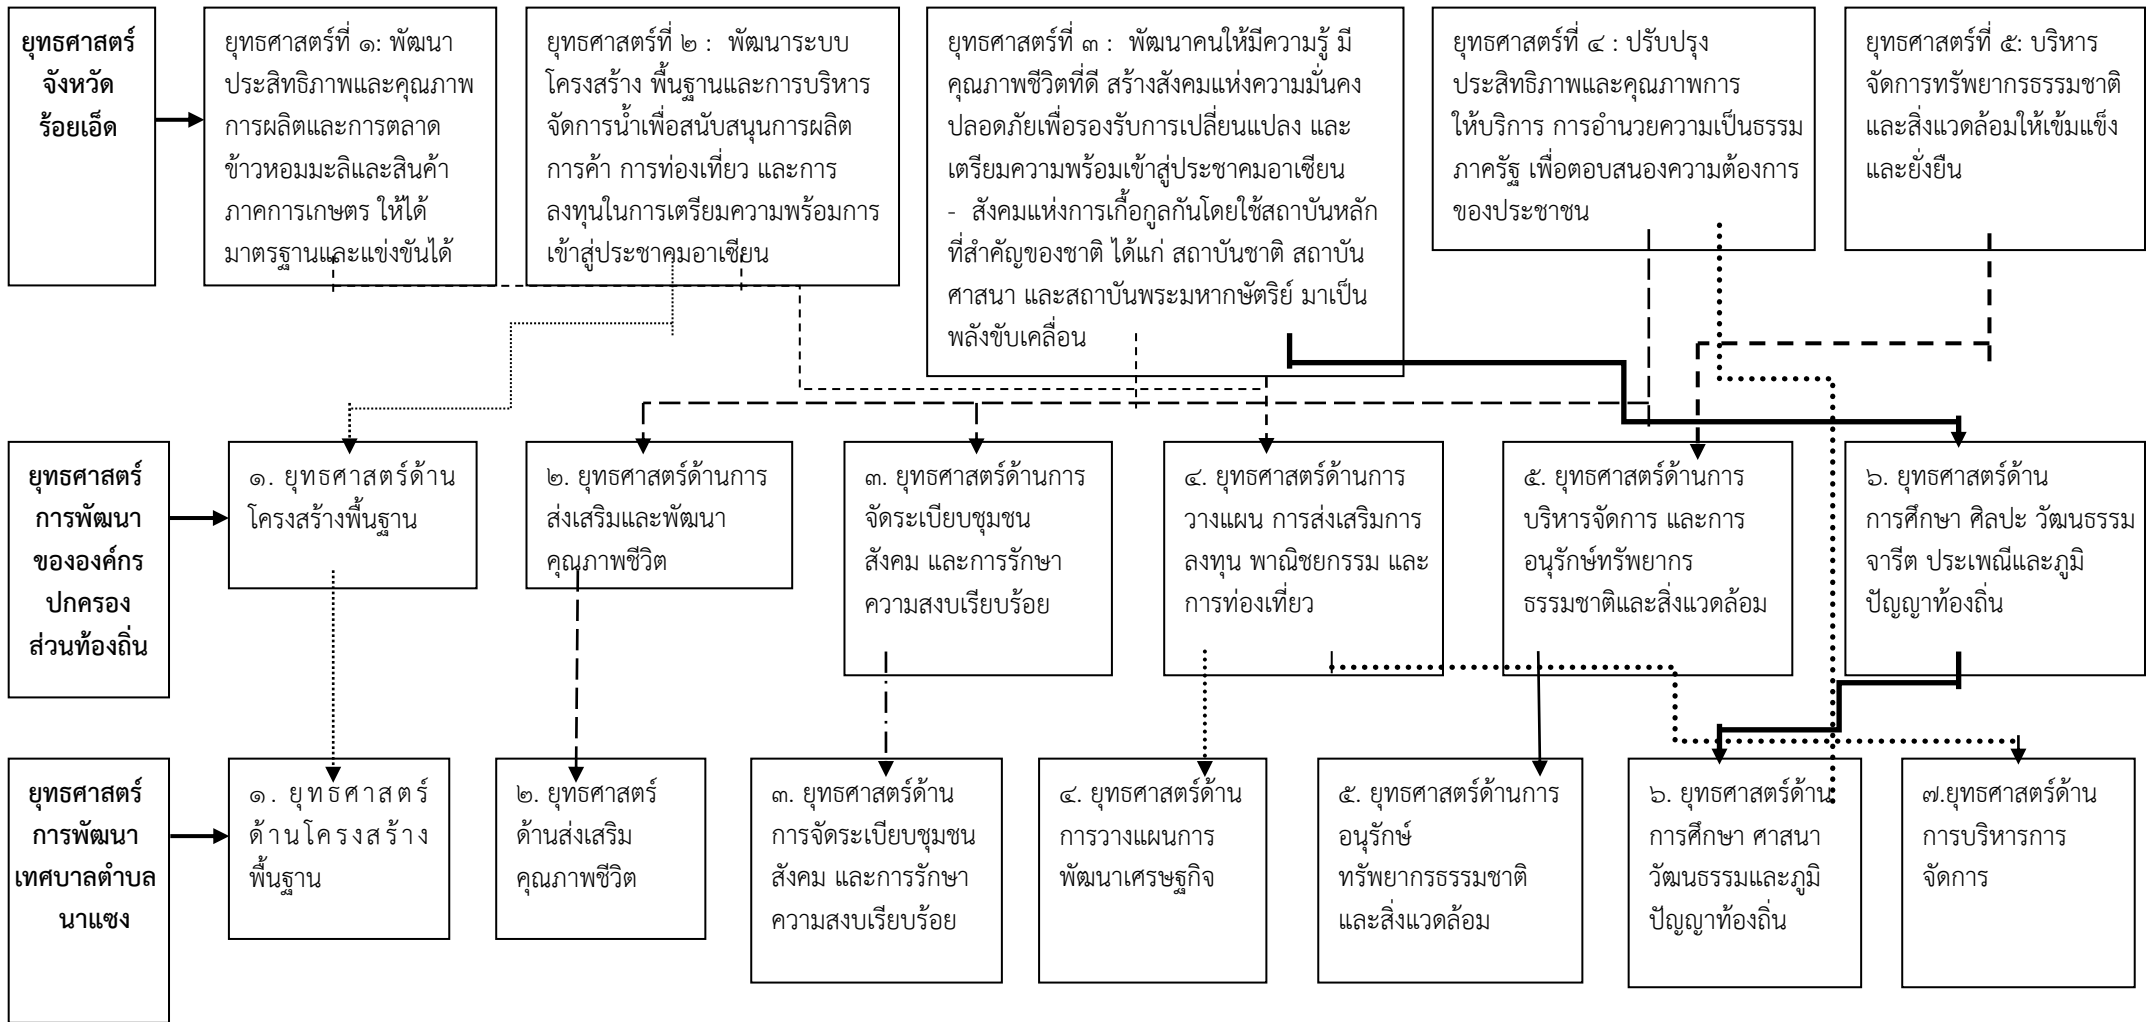 ยุทธศาสตร์
จังหวัด
ร้อยเอ็ด
ยุทธศาสตร์ที่ ๑: พัฒนา
ประสิทธิภาพและคุณภาพ
การผลิตและการตลาด
ข้าวหอมมะลิและสินค้า
ภาคการเกษตร ให้ได้
มาตรฐานและแข่งขันได้
ยุทธศาสตร์ที่ ๒ : พัฒนาระบบ
โครงสร้าง พื้นฐานและการบริหาร
จัดการน้ำเพื่อสนับสนุนการผลิต
การค้า การท่องเที่ยว และการ
ลงทุนในการเตรียมความพร้อมการ
เข้าสู่ประชาคมอาเซียน
ยุทธศาสตร์ที่ ๓ : พัฒนาคนให้มีความรู้ มี
คุณภาพชีวิตที่ดี สร้างสังคมแห่งความมั่นคง
ปลอดภัยเพื่อรองรับการเปลี่ยนแปลง และ
เตรียมความพร้อมเข้าสู่ประชาคมอาเซียน
- สังคมแห่งการเกื้อกูลกันโดยใช้สถาบันหลัก
ที่สำคัญของชาติ ได้แก่ สถาบันชาติ สถาบัน
ศาสนา และสถาบันพระมหากษัตริย์ มาเป็น
พลังขับเคลื่อน
ยุทธศาสตร์ที่ ๔ : ปรับปรุง
ประสิทธิภาพและคุณภาพการ
ให้บริการ การอำนวยความเป็นธรรม
ภาครัฐ เพื่อตอบสนองความต้องการ
ของประชาชน
ยุทธศาสตร์ที่ ๕: บริหาร
จัดการทรัพยากรธรรมชาติ
และสิ่งแวดล้อมให้เข้มแข็ง
และยั่งยืน
ยุทธศาสตร์
การพัฒนา
ขององค์กร
ปกครอง
ส่วนท้องถิ่น
๑. ยุทธศาสตร์ด้าน
โครงสร้างพื้นฐาน
๒. ยุทธศาสตร์ด้านการ
ส่งเสริมและพัฒนา
คุณภาพชีวิต
๓. ยุทธศาสตร์ด้านการ
จัดระเบียบชุมชน
สังคม และการรักษา
ความสงบเรียบร้อย
๔. ยุทธศาสตร์ด้านการ
วางแผน การส่งเสริมการ
ลงทุน พาณิชยกรรม และ
การท่องเที่ยว
๕. ยุทธศาสตร์ด้านการ
บริหารจัดการ และการ
อนุรักษ์ทรัพยากร
ธรรมชาติและสิ่งแวดล้อม
๖. ยุทธศาสตร์ด้าน
การศึกษา ศิลปะ วัฒนธรรม
จารีต ประเพณีและภูมิ
ปัญญาท้องถิ่น
ยุทธศาสตร์
การพัฒนา
เทศบาลตำบล
นาแซง
๑. ยุทธศาสตร์
ด้านโครงสร้าง
พื้นฐาน
๒. ยุทธศาสตร์
ด้านส่งเสริม
คุณภาพชีวิต
๓. ยุทธศาสตร์ด้าน
การจัดระเบียบชุมชน
สังคม และการรักษา
ความสงบเรียบร้อย
๔. ยุทธศาสตร์ด้าน
การวางแผนการ
พัฒนาเศรษฐกิจ
๕. ยุทธศาสตร์ด้านการ
อนุรักษ์
ทรัพยากรธรรมชาติ
และสิ่งแวดล้อม
๖. ยุทธศาสตร์ด้าน
การศึกษา ศาสนา
วัฒนธรรมและภูมิ
ปัญญาท้องถิ่น
๗.ยุทธศาสตร์ด้าน
การบริหารการ
จัดการ